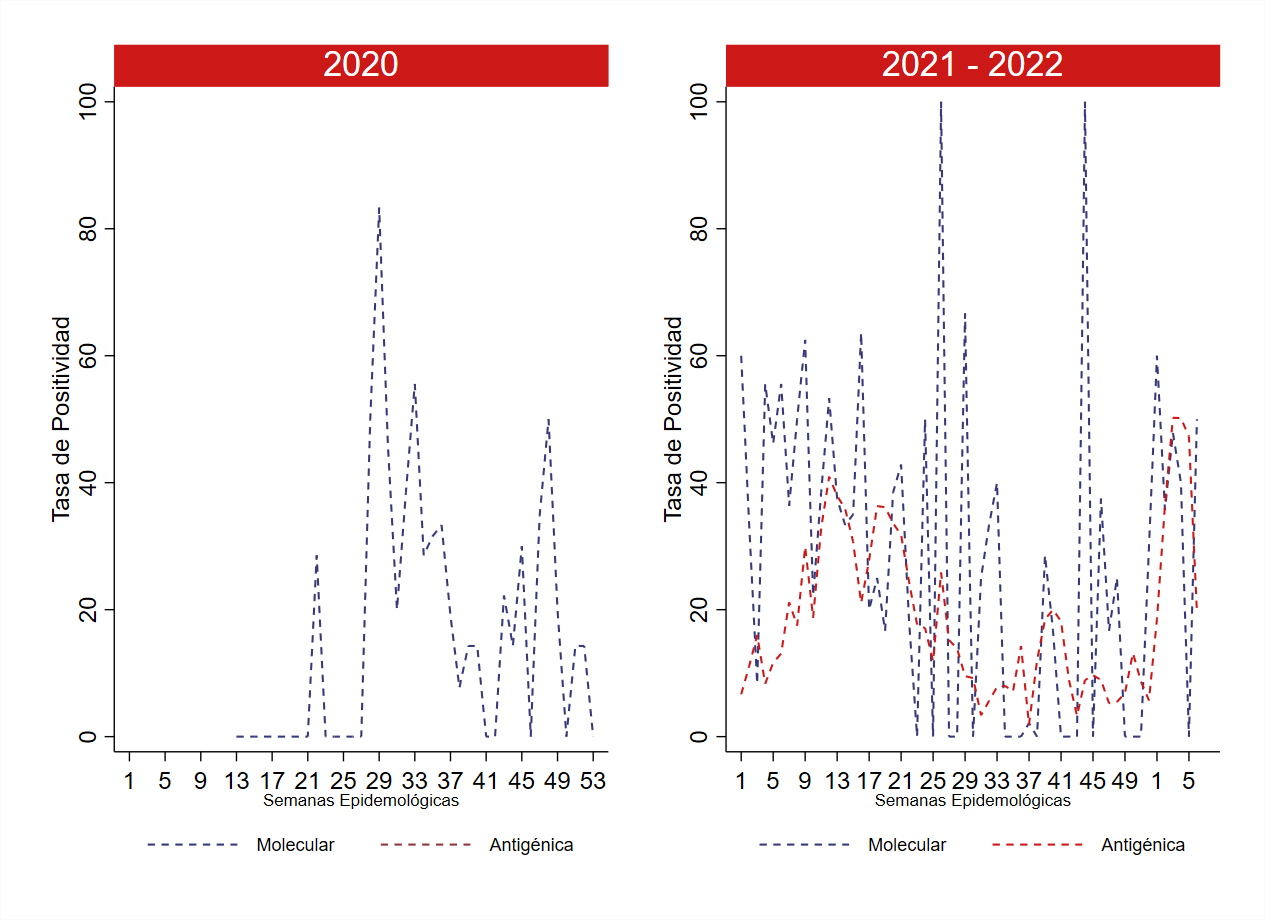 2020
100
80
60
40
20
0
Tasa de Positividad
1 5 9 13 17 21 25 29 33 37 41 45 49 53
Semanas Epidemológicas
Molecular Antigénica
2021 - 2022
100
80
60
40
20
0
Tasa de Positividad
1 5 9 13 17 21 25 29 33 37 41 45 49 1 5
Semanas Epidemológicas
Molecular Antigénica